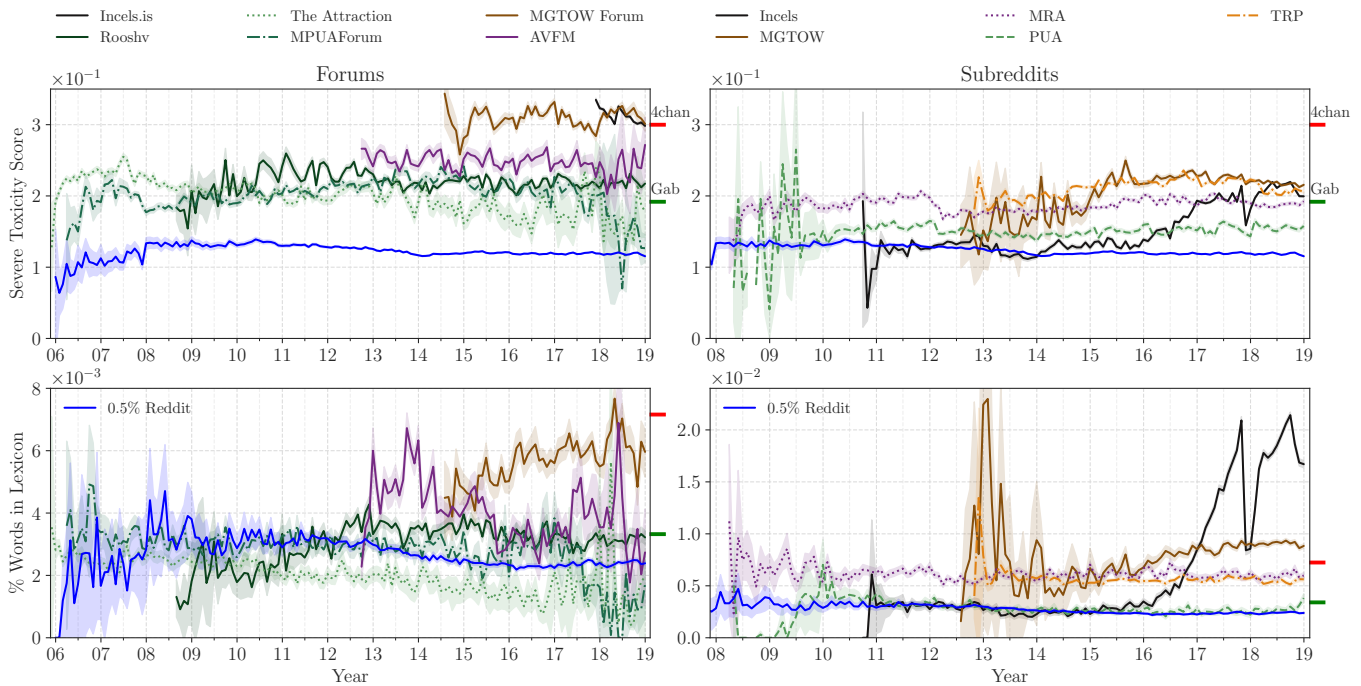 Incels.is The Attraction MGTOW Forum
Rooshv MPUAForum AVFM
Incels MRA TRP
MGTOW PUA
×10⁻¹ Forums
Severe Toxicity Score
3
2
1
0
4chan
Gab
06 07 08 09 10 11 12 13 14 15 16 17 18 19
×10⁻¹ Subreddits
3
2
1
0
4chan
Gab
08 09 10 11 12 13 14 15 16 17 18 19
×10⁻³
% Words in Lexicon
8
6
4
2
0
0.5% Reddit
06 07 08 09 10 11 12 13 14 15 16 17 18 19
Year
×10⁻²
2.0
1.5
1.0
0.5
0.0
0.5% Reddit
08 09 10 11 12 13 14 15 16 17 18 19
Year